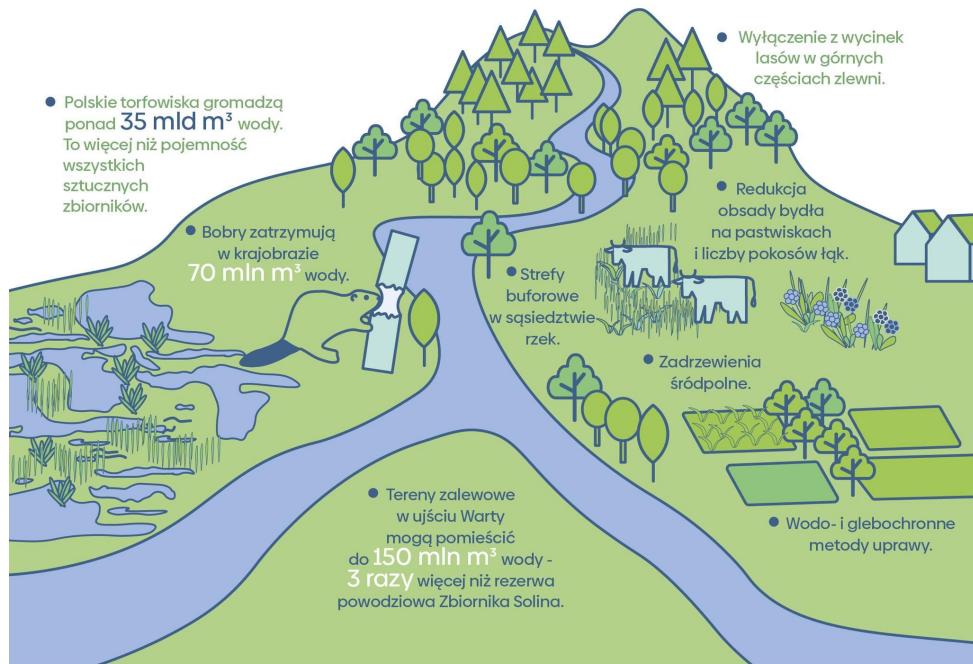 Wyłączenie z wycinek
lasów w górnych
częściach zlewni.
Polskie torfowiska gromadzą
ponad 35 mld m³ wody.
To więcej niż pojemność
wszystkich
sztucznych
zbiorników.
Redukcja
obsady bydła
na pastwiskach
i liczby pokosów łąk.
Bobry zatrzymują
w krajobrazie
70 mln m³ wody.
Strefy
buforowe
w sąsiedztwie
rzek.
Zadrzewienia
śródpolne.
Tereny zalewowe
w ujściu Warty
mogą pomieścić
do 150 mln m³ wody -
3 razy więcej niż rezerwa
powodziowa Zbiornika Solina.
Wodo- i glebochronne
metody uprawy.